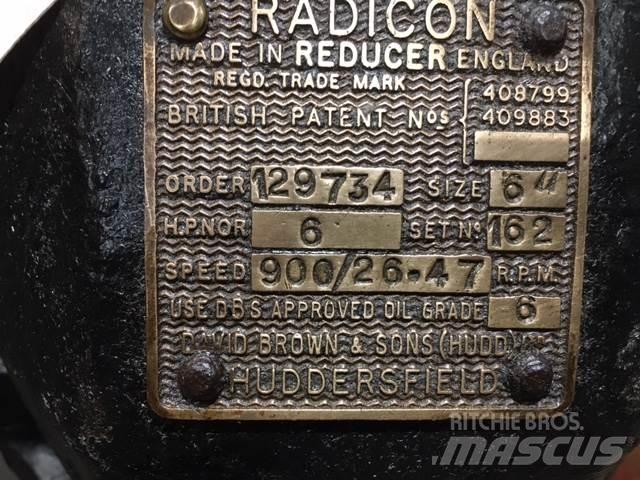 RADICON
MADE IN REDUCER ENGLAND
REGD. TRADE MARK
BRITISH PATENT Nos 408799
409883
ORDER 129734 SIZE 6"
H.P.NOR 6 SET No 162
SPEED 900/26.47 R.P.M.
USE D.B.S. APPROVED OIL GRADE 6
DAVID BROWN & SONS (HUDD) LTD
HUDDERSFIELD
RITCHIE BROS.
MASCUS